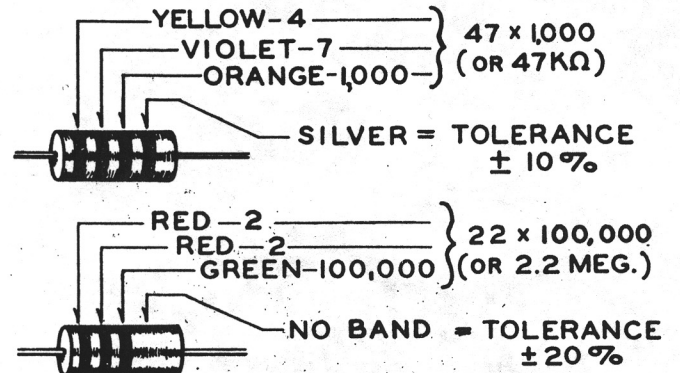 YELLOW-4
VIOLET-7
ORANGE-1,000
47 x 1,000
(OR 47KΩ)
SILVER = TOLERANCE
± 10%
RED-2
RED-2
GREEN-100,000
22 x 100,000
(OR 2.2 MEG.)
NO BAND = TOLERANCE
± 20%